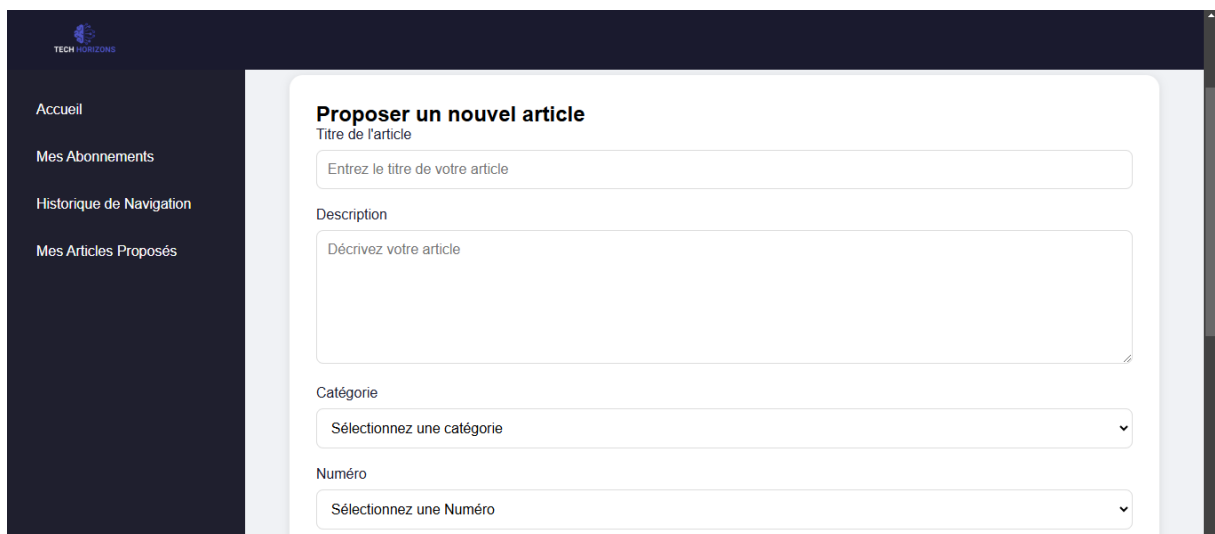 TECH HORIZONS
Accueil
Mes Abonnements
Historique de Navigation
Mes Articles Proposés
Proposer un nouvel article
Titre de l'article
Entrez le titre de votre article
Description
Décrivez votre article
Catégorie
Sélectionnez une catégorie
Numéro
Sélectionnez une Numéro